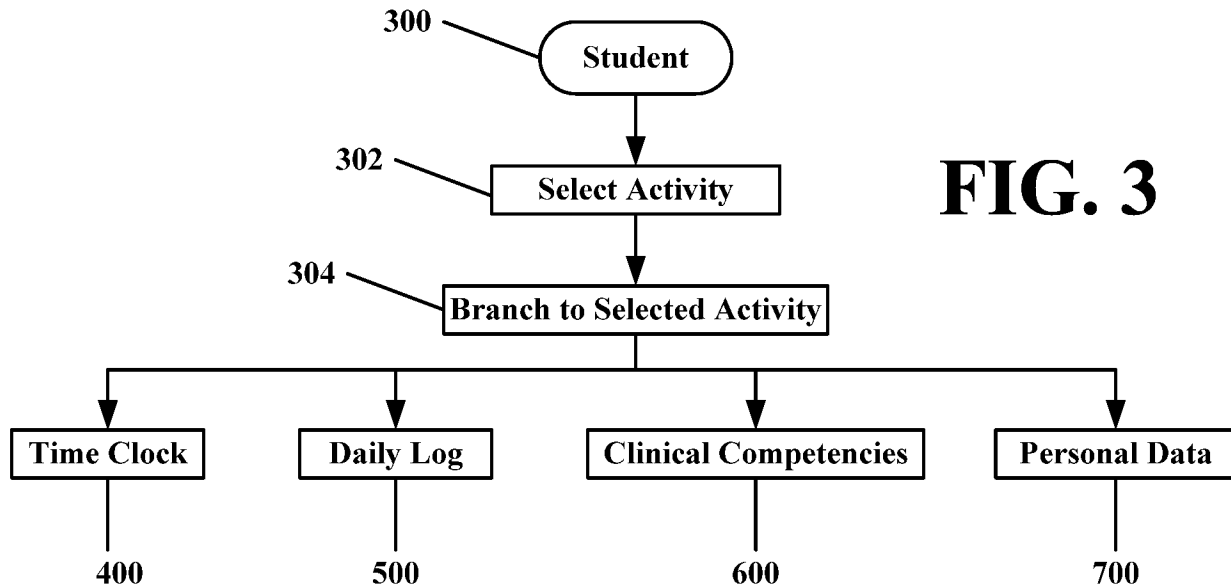 300
Student
302
Select Activity
FIG. 3
304
Branch to Selected Activity
Time Clock
Daily Log
Clinical Competencies
Personal Data
400
500
600
700